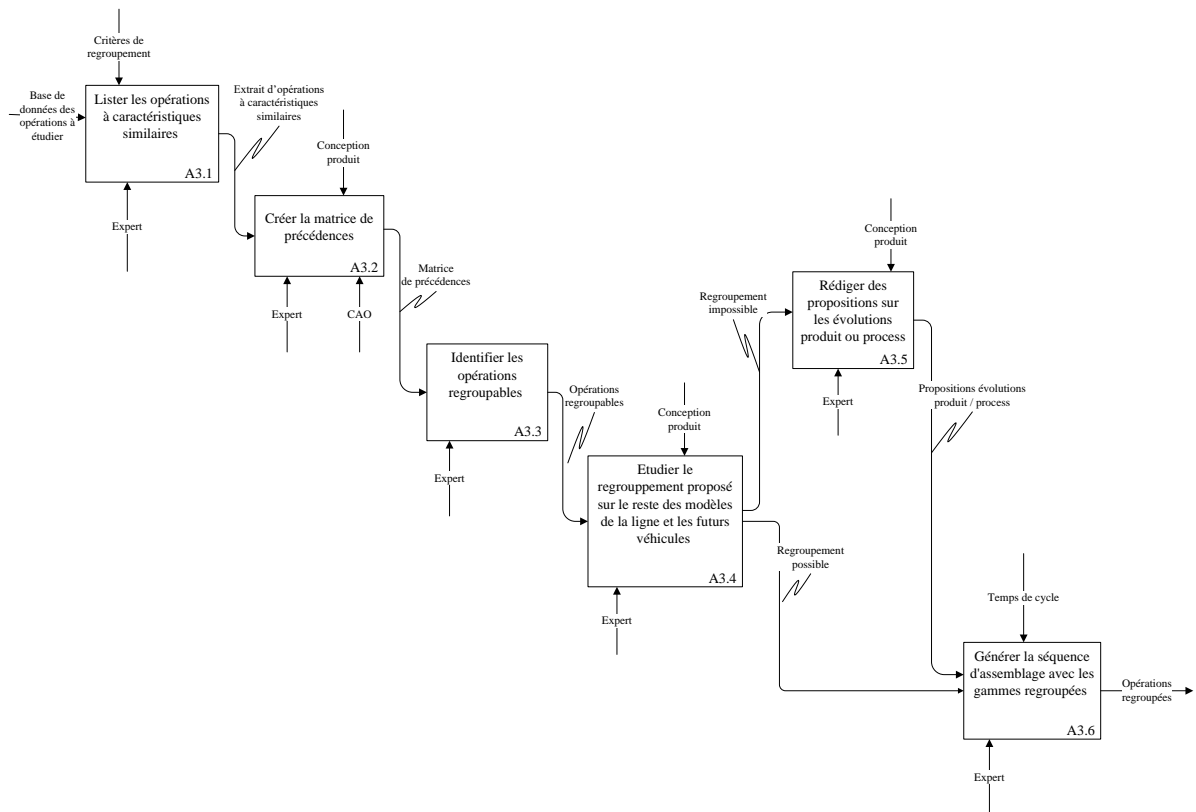 Critères de
regroupement
Base de
données des
opérations à
étudier
Lister les opérations
à caractéristiques
similaires
A3.1
Expert
Extrait d’opérations
à caractéristiques
similaires
Conception
produit
Créer la matrice de
précédences
A3.2
Expert
CAO
Matrice
de précédences
Identifier les
opérations
regroupables
A3.3
Expert
Opérations
regroupables
Conception
produit
Etudier le
regrouppement proposé
sur le reste des modèles
de la ligne et les futurs
véhicules
A3.4
Expert
Regroupement
impossible
Regroupement
possible
Conception
produit
Rédiger des
propositions sur
les évolutions
produit ou process
A3.5
Expert
Propositions évolutions
produit / process
Temps de cycle
Générer la séquence
d'assemblage avec les
gammes regroupées
A3.6
Expert
Opérations
regroupées